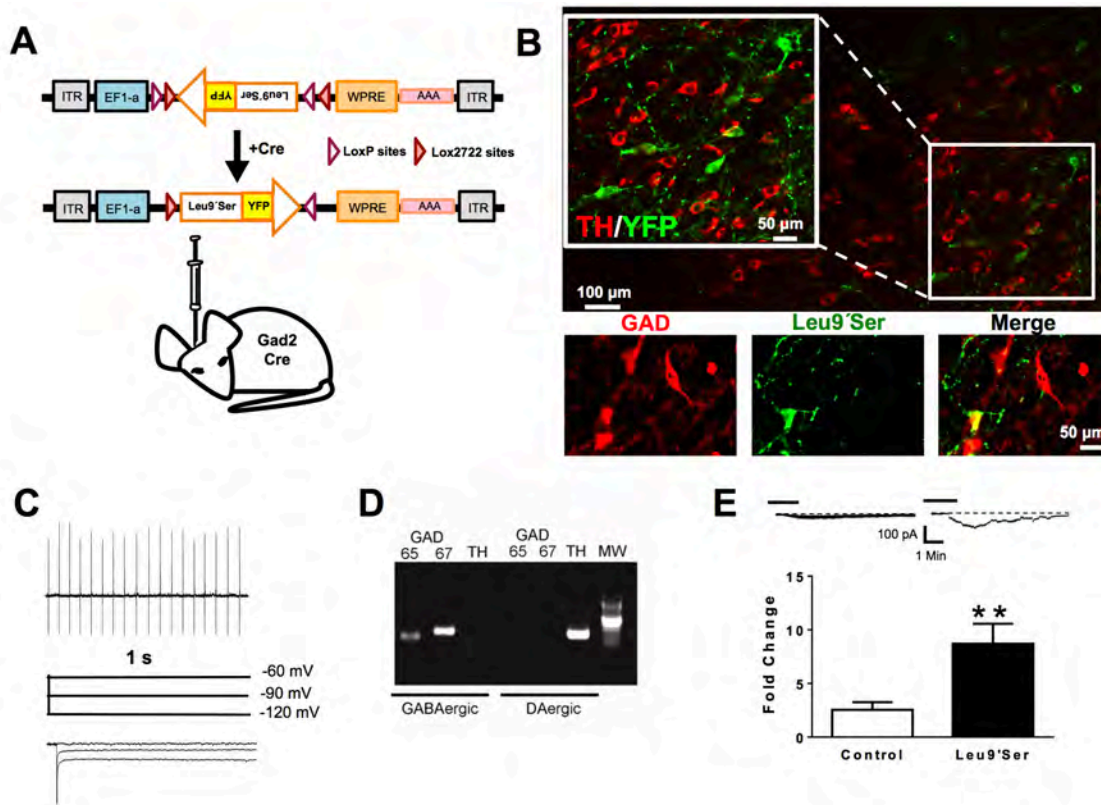 A
ITR EF1-a YFP Leu9´Ser WPRE AAA ITR
+Cre LoxP sites Lox2722 sites
ITR EF1-a Leu9´Ser YFP WPRE AAA ITR
Gad2
Cre
B
TH/YFP
50 µm
100 µm
GAD Leu9´Ser Merge
50 µm
C
1 s
-60 mV
-90 mV
-120 mV
D
GAD GAD
65 67 TH 65 67 TH MW
GABAergic DAergic
E
100 pA
1 Min
Fold Change
15
10
5
0
**
Control Leu9'Ser